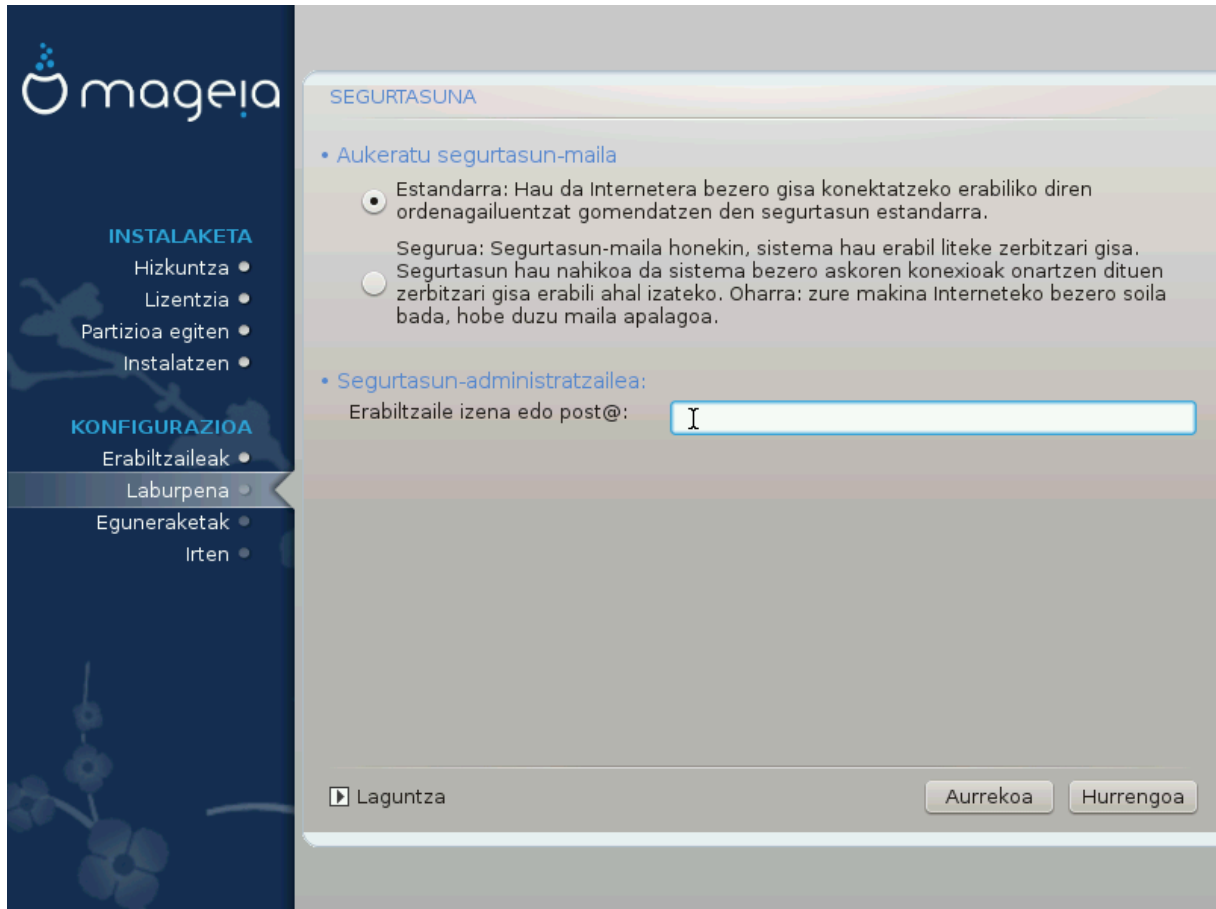 mageia
INSTALAKETA
Hizkuntza
Lizentzia
Partizioa egiten
Instalatzen
KONFIGURAZIOA
Erabiltzaileak
Laburpena
Eguneraketak
Irten
SEGURTASUNA
• Aukeratu segurtasun-maila
Estandarra: Hau da Internetera bezero gisa konektatzeko erabiliko diren
ordenagailuentzat gomendatzen den segurtasun estandarra.
Segurua: Segurtasun-maila honekin, sistema hau erabil liteke zerbitzari gisa.
Segurtasun hau nahikoa da sistema bezero askoren konexioak onartzen dituen
zerbitzari gisa erabili ahal izateko. Oharra: zure makina Interneteko bezero soila
bada, hobe duzu maila apalagoa.
• Segurtasun-administratzailea:
Erabiltzaile izena edo post@:
Laguntza
Aurrekoa
Hurrengoa